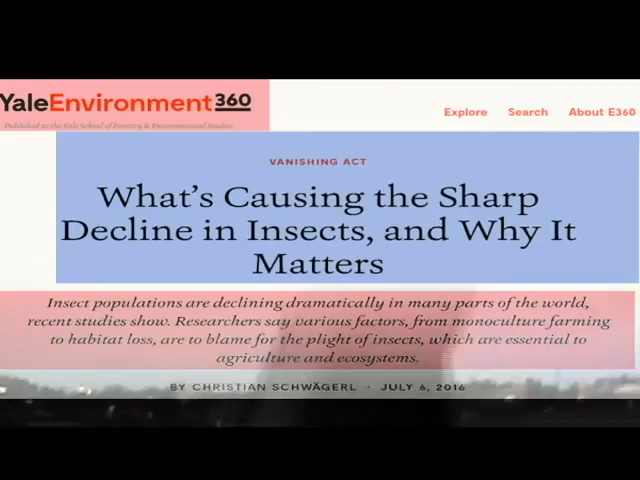 YaleEnvironment360
Published at the Yale School of Forestry & Environmental Studies
Explore Search About E360
VANISHING ACT
What's Causing the Sharp
Decline in Insects, and Why It
Matters
Insect populations are declining dramatically in many parts of the world,
recent studies show. Researchers say various factors, from monoculture farming
to habitat loss, are to blame for the plight of insects, which are essential to
agriculture and ecosystems.
BY CHRISTIAN SCHWÄGERL · JULY 6, 2016